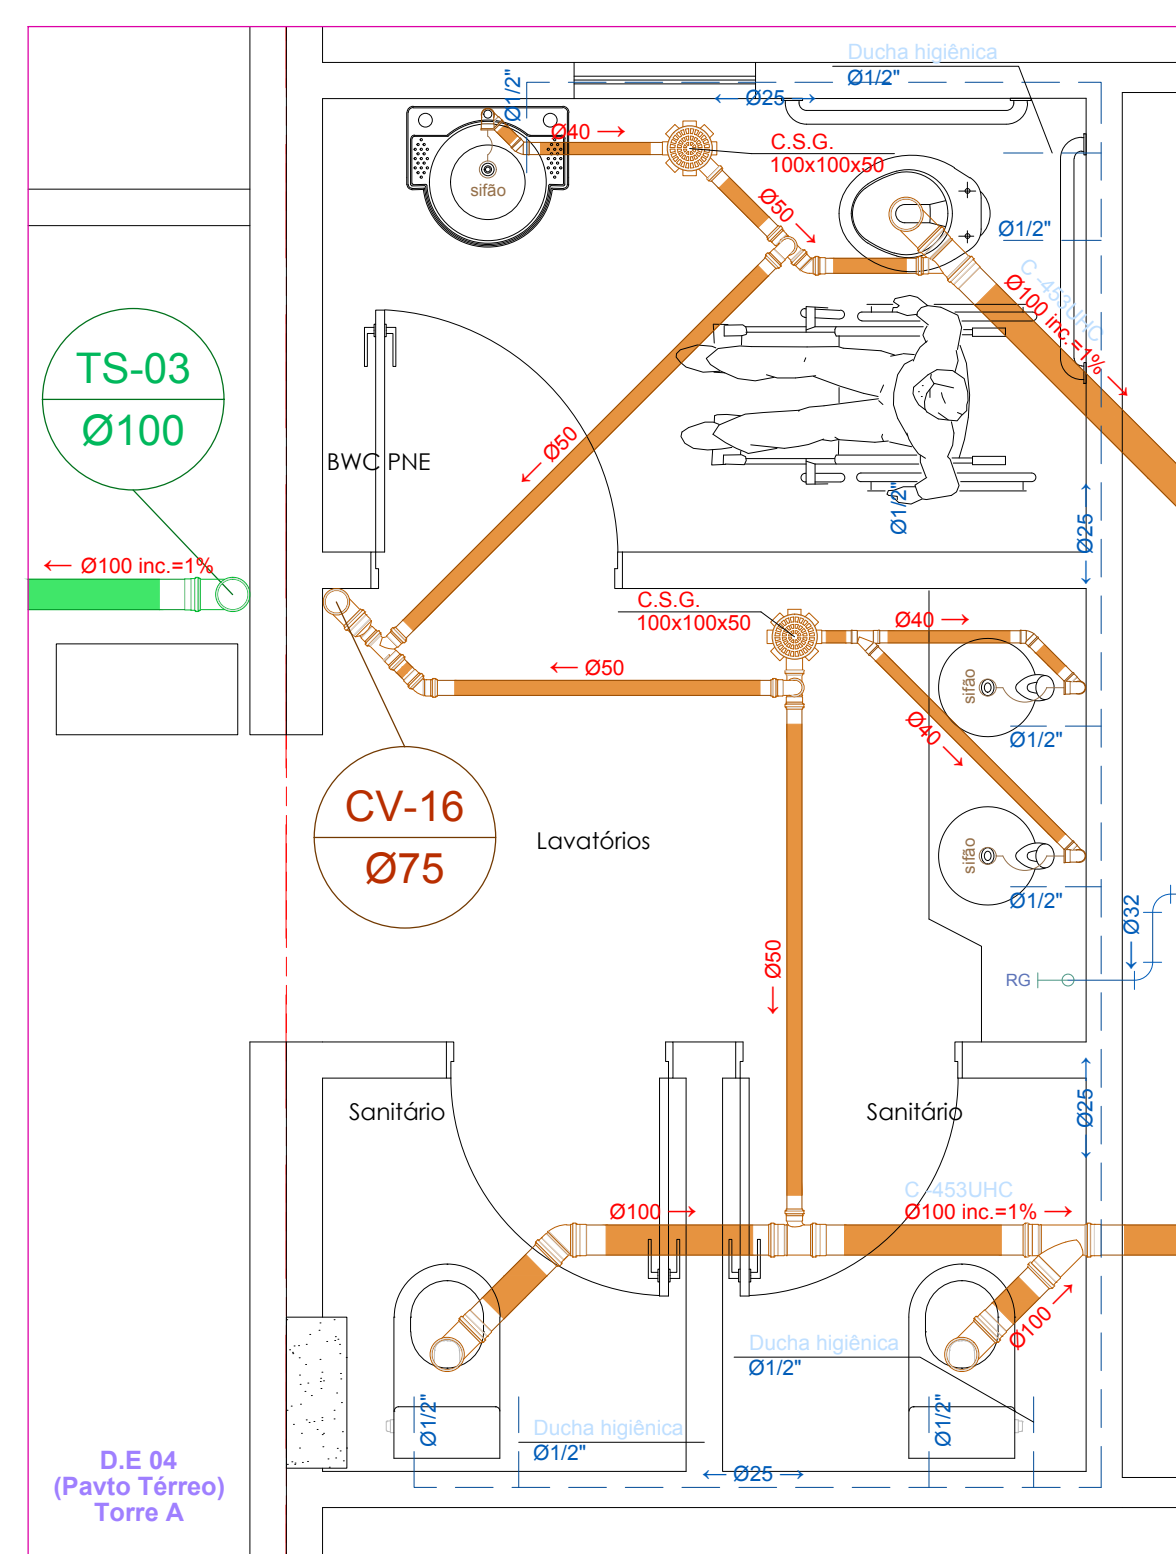 Ducha higiênica
Ø1/2"
Ø1/2"
← Ø25 →
Ø40 →
C.S.G.
100x100x50
sifão
Ø50 →
Ø1/2"
C -453UHC
Ø100 inc.=1% →
TS-03
Ø100
← Ø50
BWC PNE
Ø1/2"
← Ø25 →
← Ø100 inc.=1%
C.S.G.
100x100x50
Ø40 →
← Ø50
sifão
Ø40 →
Ø1/2"
CV-16
Ø75
Lavatórios
sifão
Ø1/2"
← Ø32
← Ø50
RG
Sanitário
Sanitário
← Ø25 →
C -453UHC
Ø100 →
Ø100 inc.=1% →
Ø100 →
Ducha higiênica
Ø1/2"
Ø1/2"
Ducha higiênica
Ø1/2"
Ø1/2"
← Ø25 →
D.E 04
(Pavto Térreo)
Torre A